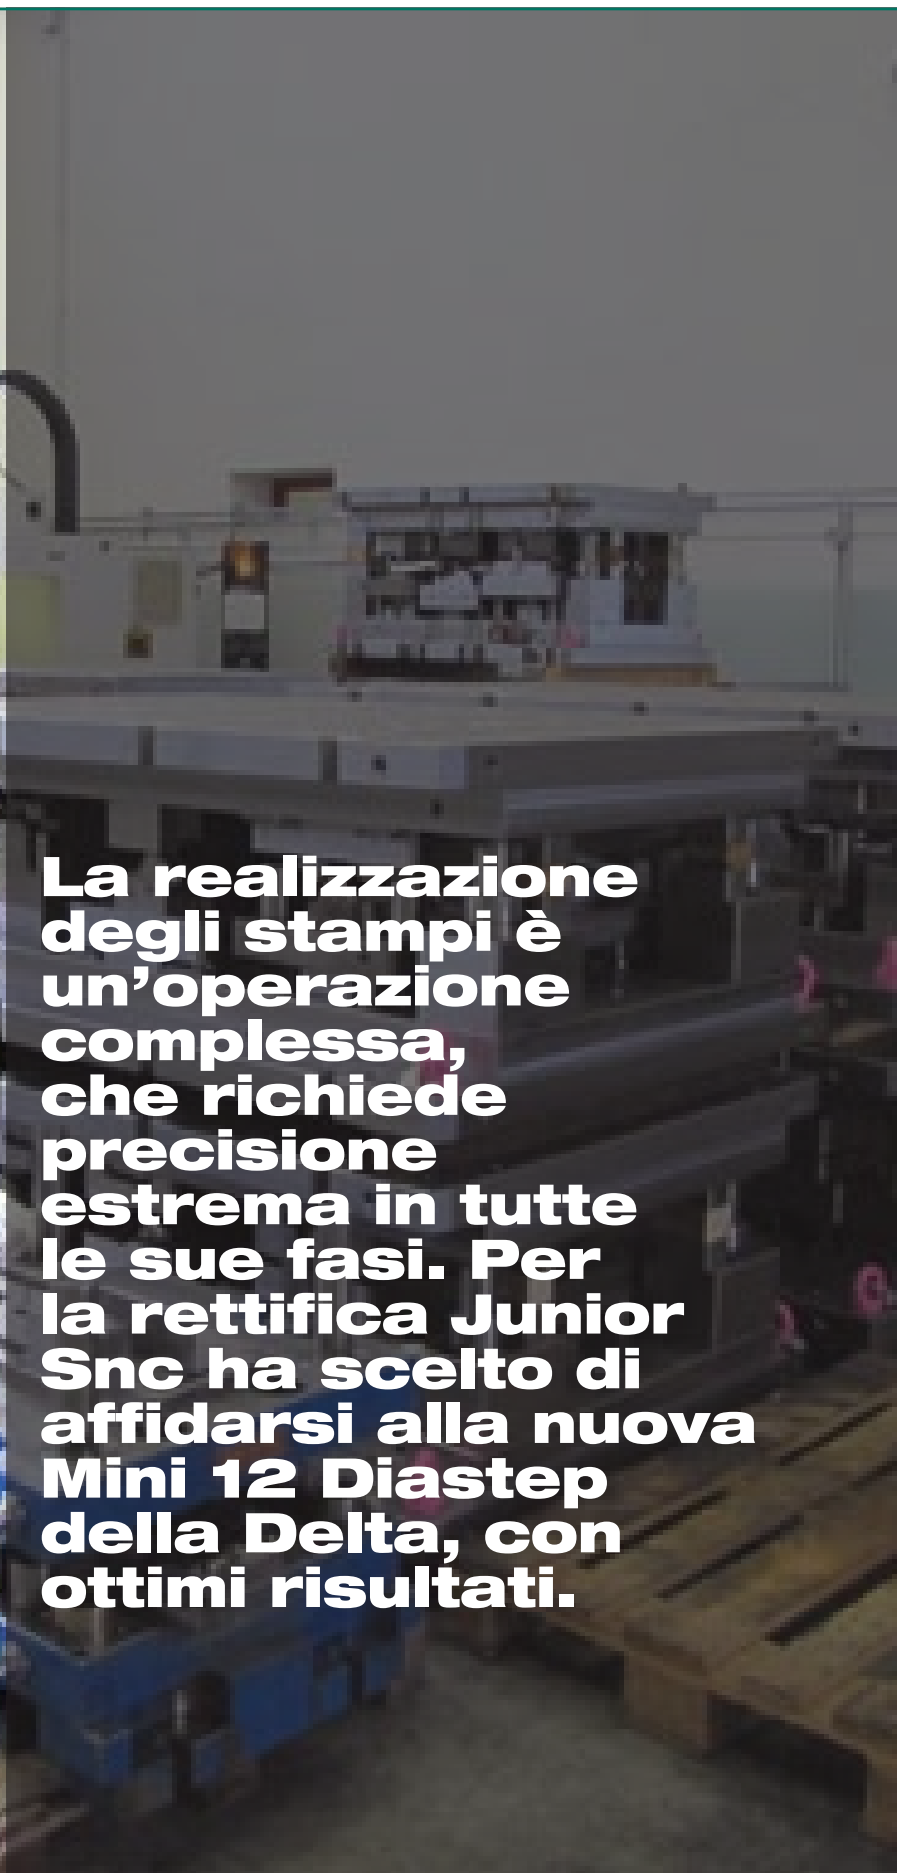 La realizzazione
degli stampi è
un’operazione
complessa,
che richiede
precisione
estrema in tutte
le sue fasi. Per
la rettifica Junior
Snc ha scelto di
affidarsi alla nuova
Mini 12 Diastep
della Delta, con
ottimi risultati.